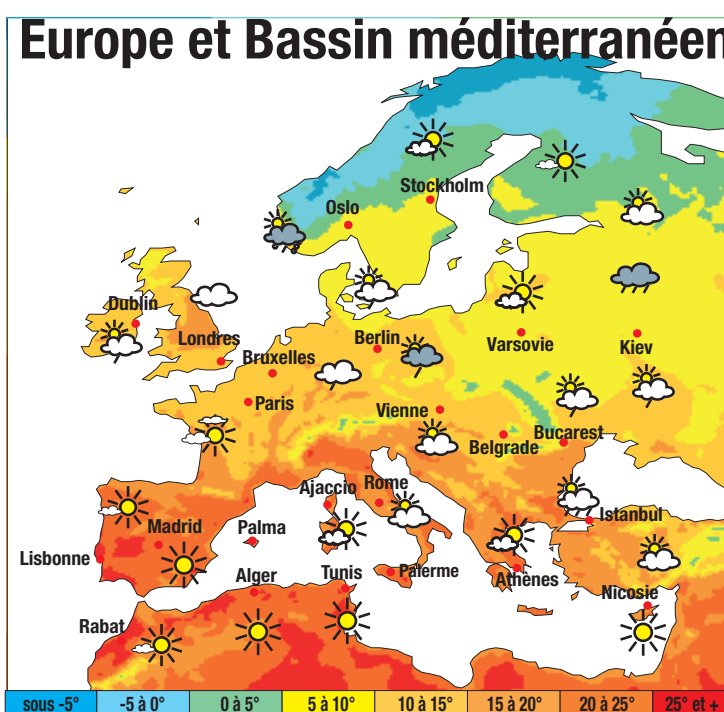 Europe et Bassin méditerranéen
Stockholm
Oslo
Dublin
Londres
Berlin
Varsovie
Kiev
Bruxelles
Paris
Vienne
Belgrade
Bucarest
Ajaccio
Rome
Istanbul
Madrid
Palma
Lisbonne
Alger
Tunis
Palerme
Athènes
Nicosie
Rabat
sous -5°
-5 à 0°
0 à 5°
5 à 10°
10 à 15°
15 à 20°
20 à 25°
25° et +